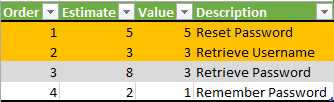 Order Estimate Value Description
1 5 5 Reset Password
2 3 3 Retrieve Username
3 8 3 Retrieve Password
4 2 1 Remember Password